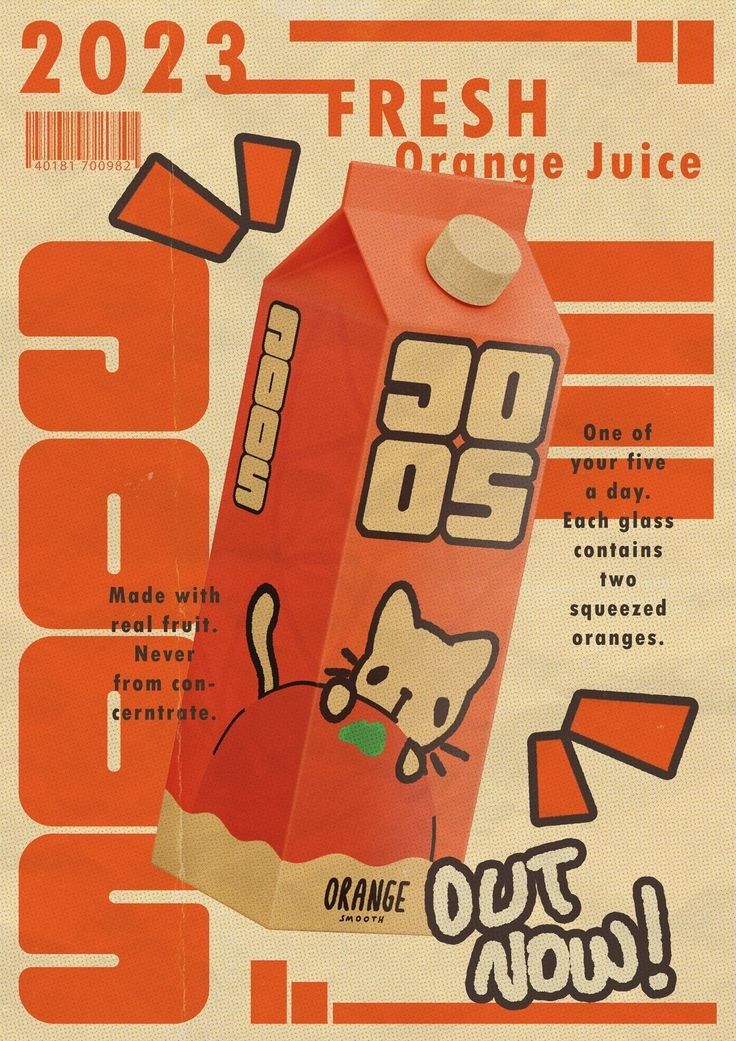 2023
FRESH
Orange Juice
40181 700982
JOOS
JOOS
JO
OS
One of
your five
a day.
Each glass
contains
two
squeezed
oranges.
Made with
real fruit.
Never
from con-
cerntrate.
ORANGE
SMOOTH
OUT
NOW!